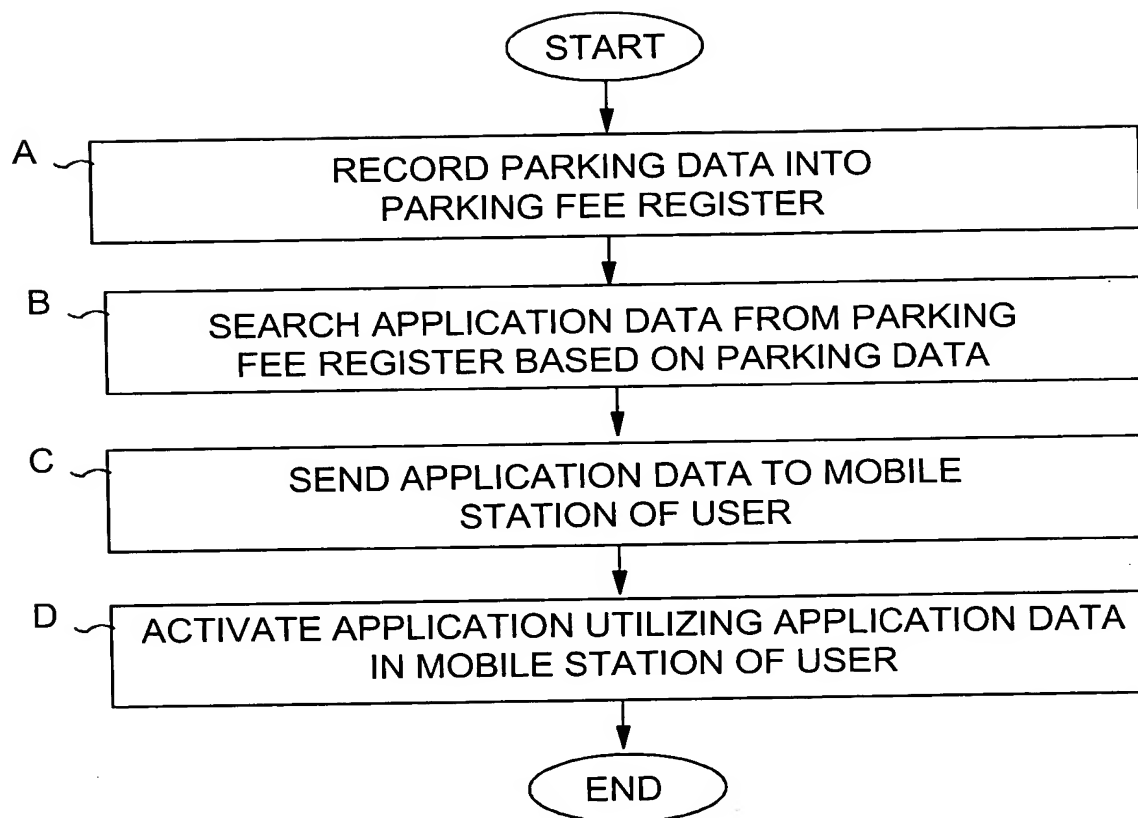 START
A
RECORD PARKING DATA INTO
PARKING FEE REGISTER
B
SEARCH APPLICATION DATA FROM PARKING
FEE REGISTER BASED ON PARKING DATA
C
SEND APPLICATION DATA TO MOBILE
STATION OF USER
D
ACTIVATE APPLICATION UTILIZING APPLICATION DATA
IN MOBILE STATION OF USER
END